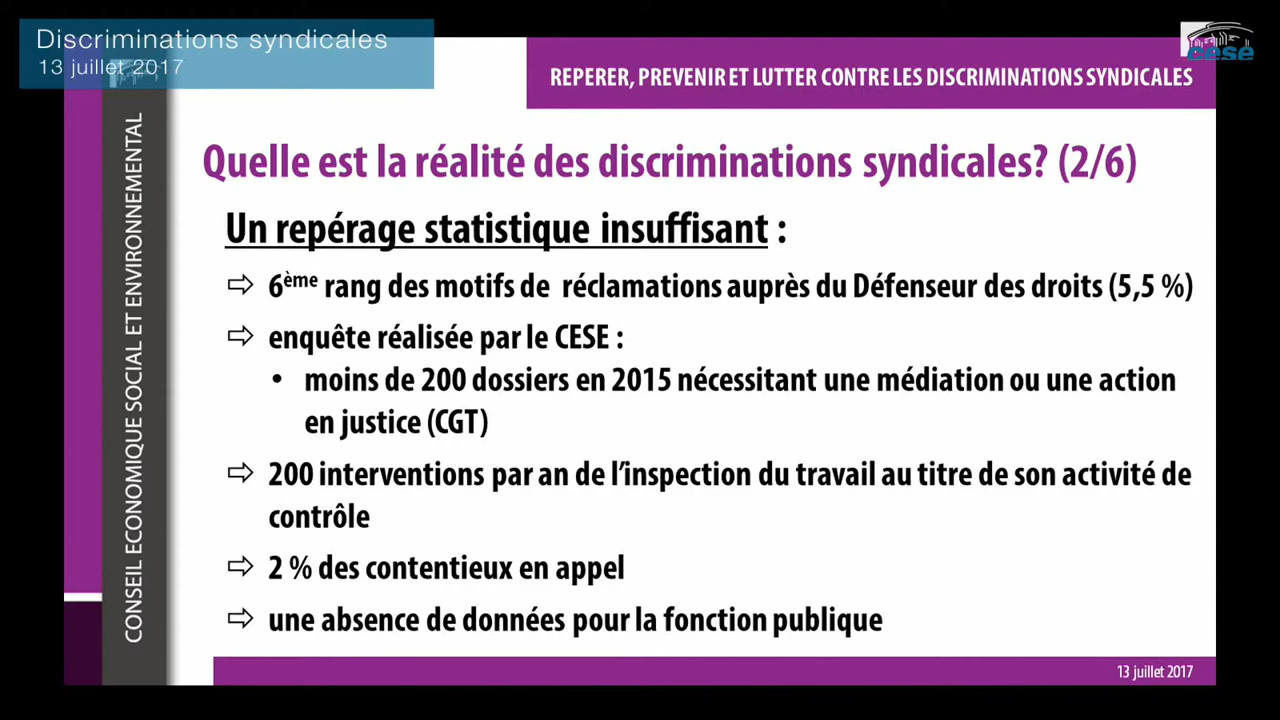 Discriminations syndicales
13 juillet 2017
cese
REPERER, PREVENIR ET LUTTER CONTRE LES DISCRIMINATIONS SYNDICALES
CONSEIL ECONOMIQUE SOCIAL ET ENVIRONNEMENTAL
Quelle est la réalité des discriminations syndicales? (2/6)
Un repérage statistique insuffisant :
⇨ 6ème rang des motifs de réclamations auprès du Défenseur des droits (5,5 %)
⇨ enquête réalisée par le CESE :
• moins de 200 dossiers en 2015 nécessitant une médiation ou une action
en justice (CGT)
⇨ 200 interventions par an de l’inspection du travail au titre de son activité de
contrôle
⇨ 2 % des contentieux en appel
⇨ une absence de données pour la fonction publique
13 juillet 2017